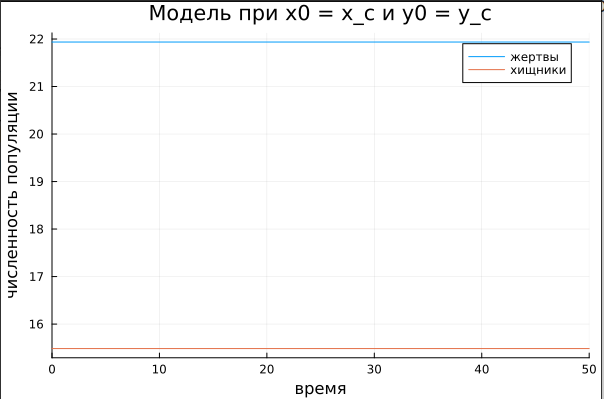 Модель при x0 = x_c и y0 = y_c
численность популяции
22
21
20
19
18
17
16
жертвы
хищники
0 10 20 30 40 50
время